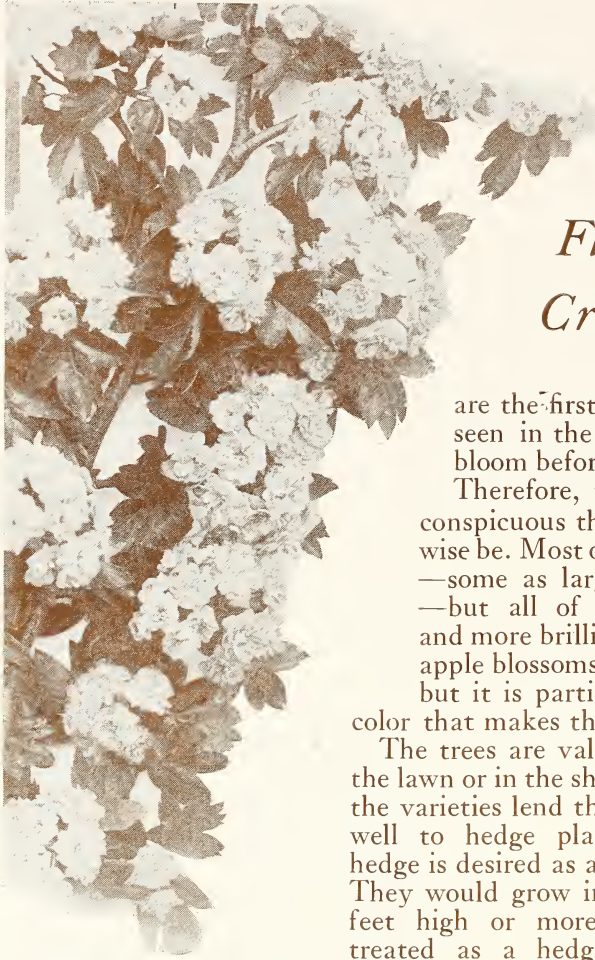 Fl
Cr
are the first
seen in the
bloom befor
Therefore,
conspicuous th
wise be. Most o
—some as larg
—but all of
and more brilli
apple blossoms
but it is parti
color that makes th
The trees are val
the lawn or in the sh
the varieties lend th
well to hedge pla
hedge is desired as a
They would grow in
feet high or more
treated as a hedg